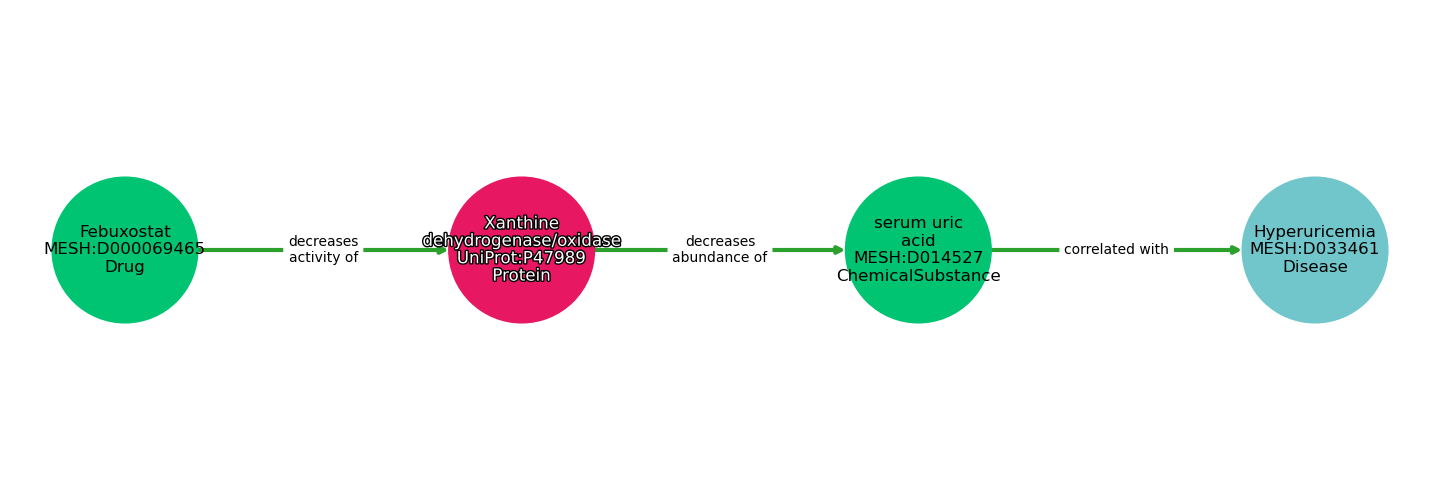 Febuxostat
MESH:D000069465
Drug
decreases
activity of
Xanthine
dehydrogenase/oxidase
UniProt:P47989
Protein
decreases
abundance of
serum uric
acid
MESH:D014527
ChemicalSubstance
correlated with
Hyperuricemia
MESH:D033461
Disease